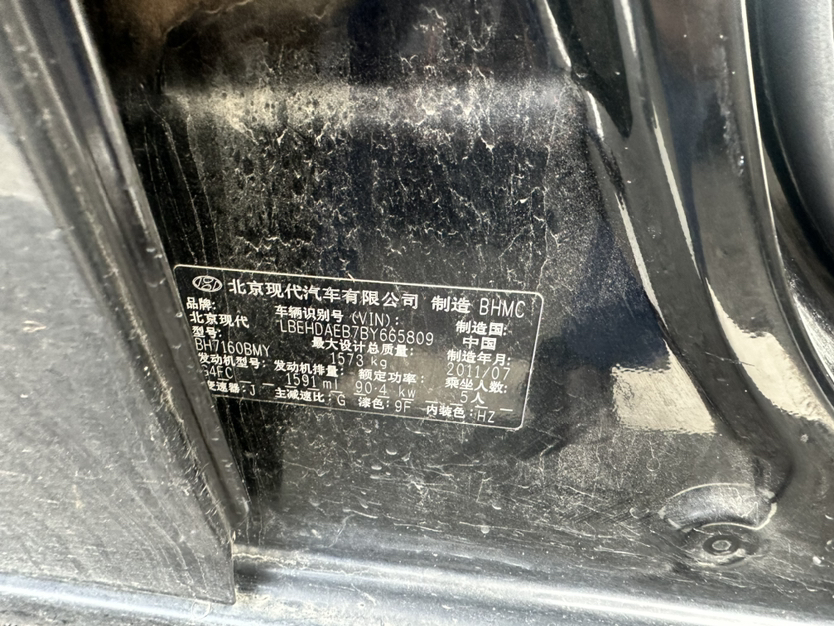 北京现代汽车有限公司 制造 BHMC
品牌: 车辆识别号(VIN): 制造国:
北京现代 LBEHDAEB7BY665809 中国
型号: 最大设计总质量: 制造年月:
BH7160BMY 1573 kg 2011/07
发动机型号: 发动机排量: 额定功率: 乘坐人数:
G4FC 1591 ml 90.4 kw 5人
变速器: J 主减速比: G 漆色: 9F 内装色: HZ